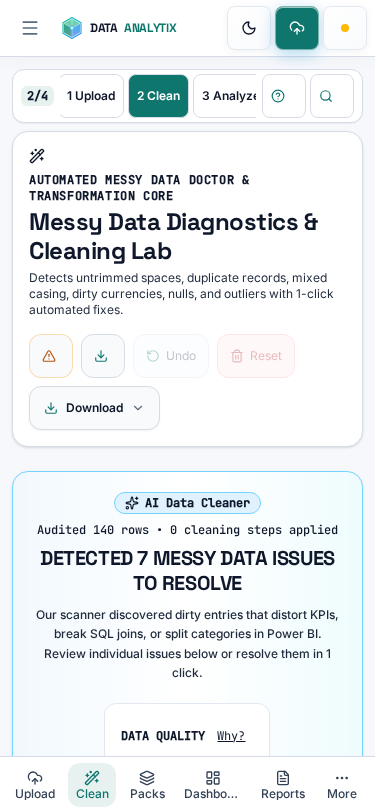 DATA ANALYTIX
2/4 1 Upload 2 Clean 3 Analyze
AUTOMATED MESSY DATA DOCTOR &
TRANSFORMATION CORE
Messy Data Diagnostics &
Cleaning Lab
Detects untrimmed spaces, duplicate records, mixed
casing, dirty currencies, nulls, and outliers with 1-click
automated fixes.
Undo Reset
Download
AI Data Cleaner
Audited 140 rows • 0 cleaning steps applied
DETECTED 7 MESSY DATA ISSUES
TO RESOLVE
Our scanner discovered dirty entries that distort KPIs,
break SQL joins, or split categories in Power BI.
Review individual issues below or resolve them in 1
click.
DATA QUALITY Why?
Upload Clean Packs Dashbo... Reports More